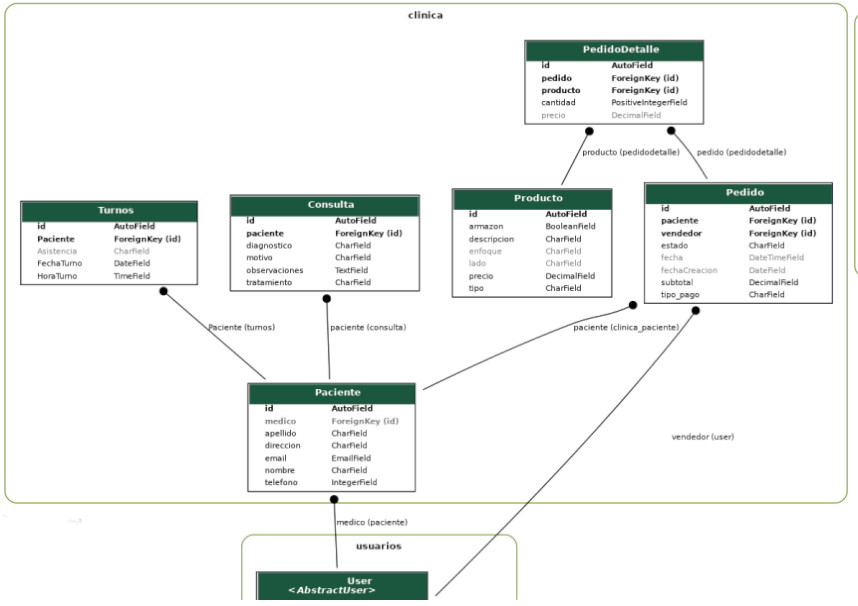 clinica
PedidoDetalle
id AutoField
pedido ForeignKey (id)
producto ForeignKey (id)
cantidad PositiveIntegerField
precio DecimalField
producto (pedidodetalle)
pedido (pedidodetalle)
Turnos
id AutoField
Paciente ForeignKey (id)
Asistencia CharField
FechaTurno DateField
HoraTurno TimeField
Consulta
id AutoField
paciente ForeignKey (id)
diagnostico CharField
motivo CharField
observaciones TextField
tratamiento CharField
Producto
id AutoField
armazon BooleanField
descripcion CharField
enfoque CharField
lado CharField
precio DecimalField
tipo CharField
Pedido
id AutoField
paciente ForeignKey (id)
vendedor ForeignKey (id)
estado CharField
fecha DateTimeField
fechaCreacion DateField
subtotal DecimalField
tipo_pago CharField
Paciente (turnos)
paciente (consulta)
paciente (clinica_paciente)
Paciente
id AutoField
medico ForeignKey (id)
apellido CharField
direccion CharField
email EmailField
nombre CharField
telefono IntegerField
vendedor (user)
medico (paciente)
usuarios
User
<AbstractUser>